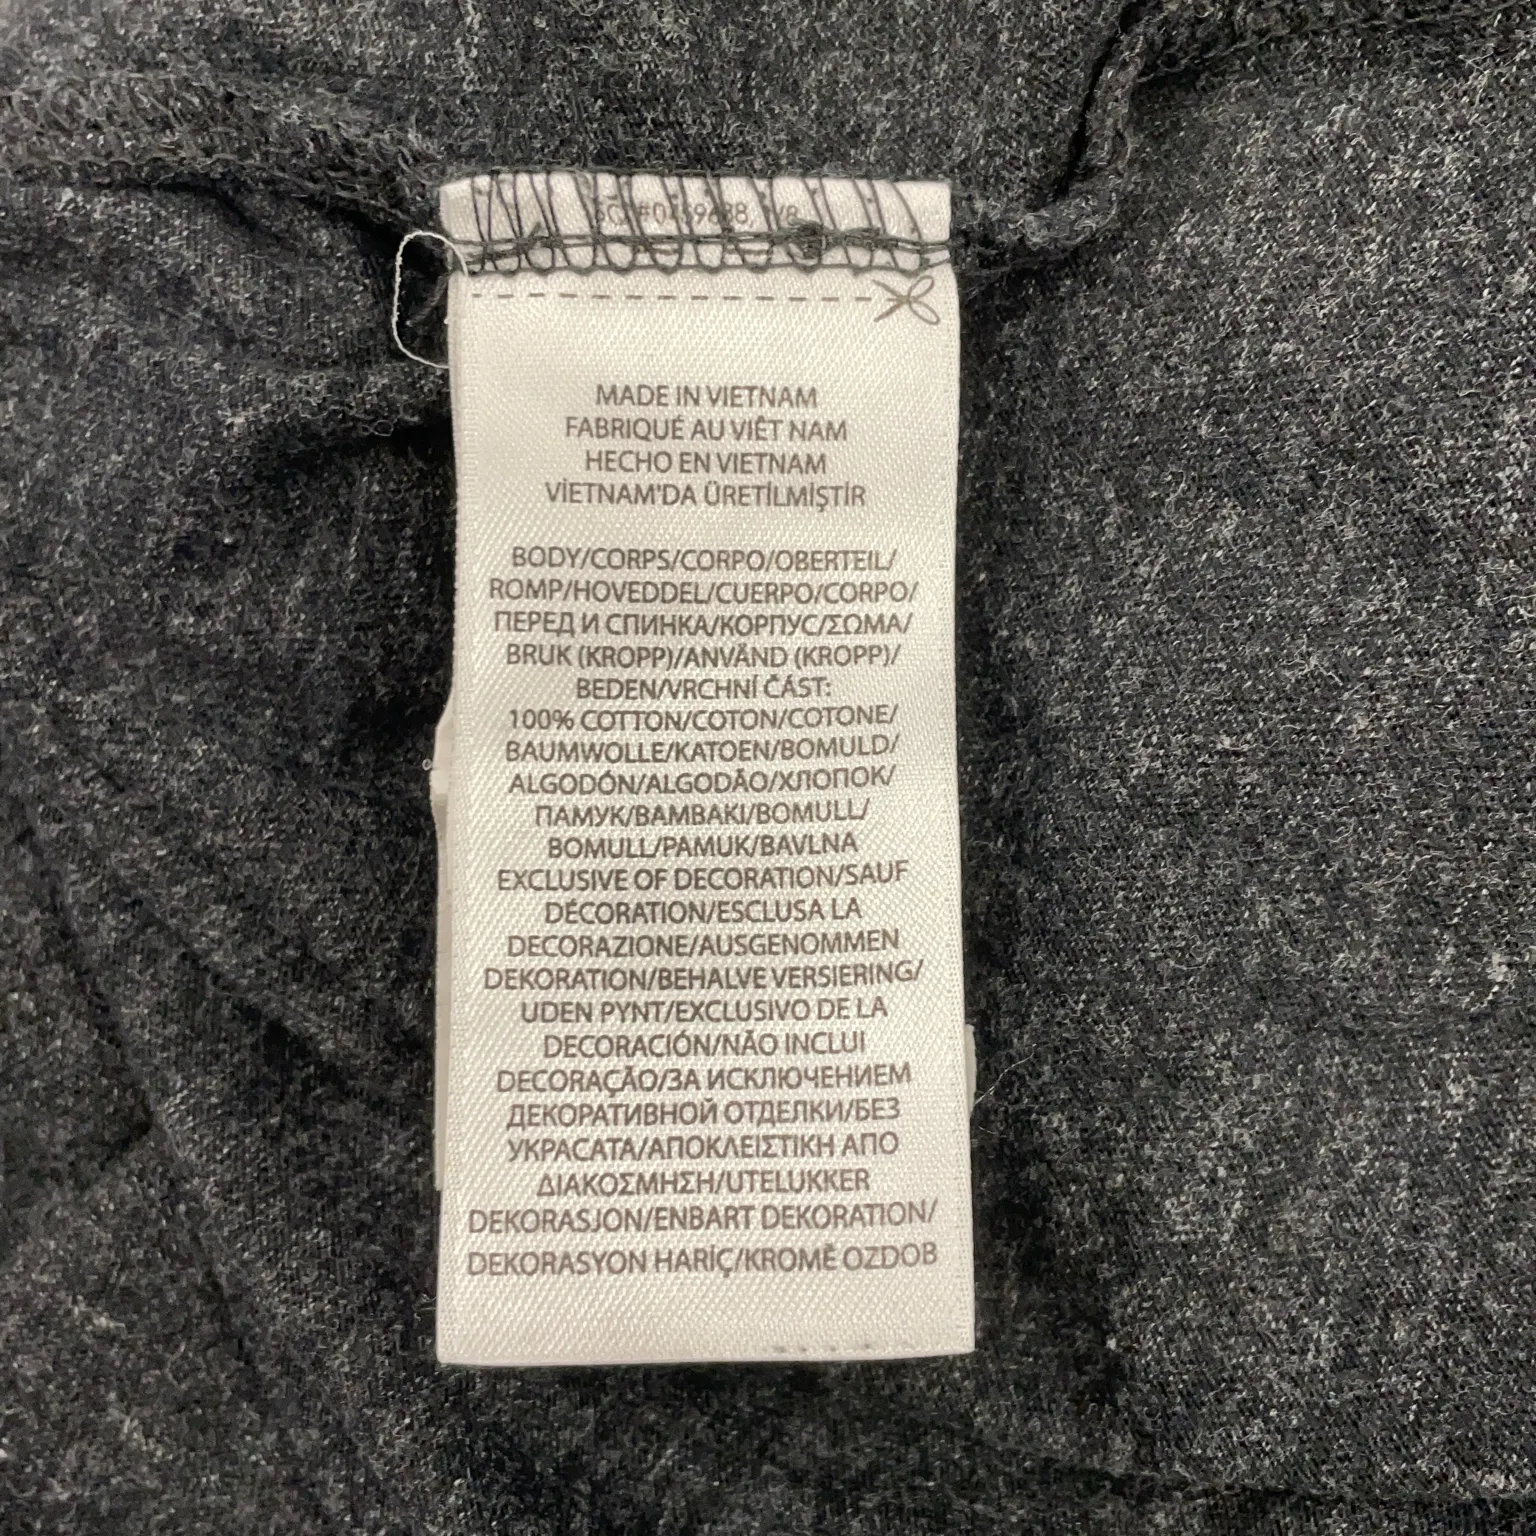 MADE IN VIETNAM
FABRIQUÉ AU VIÊT NAM
HECHO EN VIETNAM
VİETNAM'DA ÜRETİLMİŞTİR
BODY/CORPS/CORPO/OBERTEIL/
ROMP/HOVEDDEL/CUERPO/CORPO/
ПЕРЕД И СПИНКА/КОРПУС/ΣΩΜΑ/
BRUK (KROPP)/ANVÄND (KROPP)/
BEDEN/VRCHNÍ ČÁST:
100% COTTON/COTON/COTONE/
BAUMWOLLE/KATOEN/BOMULD/
ALGODÓN/ALGODÃO/ХЛОПОК/
ПАМУК/ΒΑΜΒΑΚΙ/BOMULL/
BOMULL/PAMUK/BAVLNA
EXCLUSIVE OF DECORATION/SAUF
DÉCORATION/ESCLUSA LA
DECORAZIONE/AUSGENOMMEN
DEKORATION/BEHALVE VERSIERING/
UDEN PYNT/EXCLUSIVO DE LA
DECORACIÓN/NÃO INCLUI
DECORAÇÃO/ЗА ИСКЛЮЧЕНИЕМ
ДЕКОРАТИВНОЙ ОТДЕЛКИ/БЕЗ
УКРАСАТА/ΑΠΟΚΛΕΙΣΤΙΚΗ ΑΠΟ
ΔΙΑΚΟΣΜΗΣΗ/UTELUKKER
DEKORASJON/ENBART DEKORATION/
DEKORASYON HARİÇ/KROMĚ OZDOB